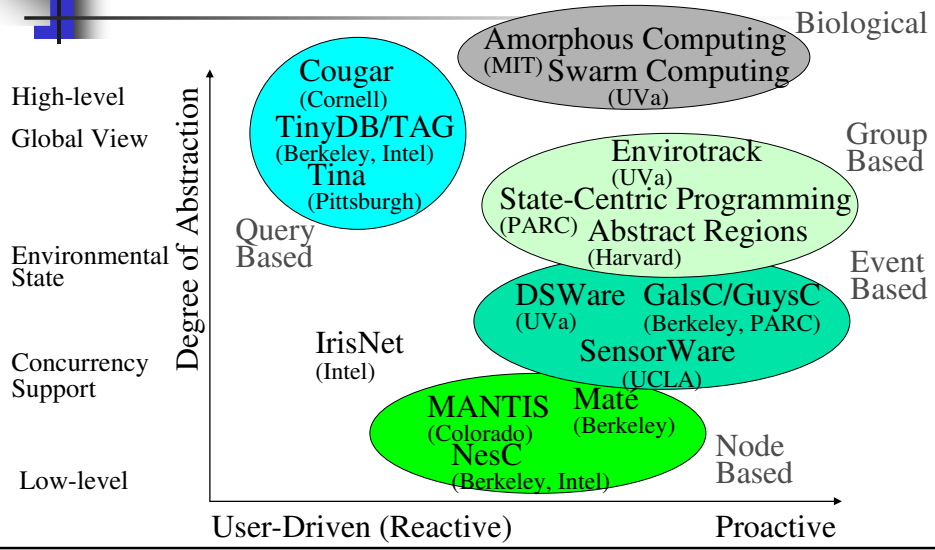 Biological
Amorphous Computing
(MIT) Swarm Computing
(UVa)
Cougar
(Cornell)
TinyDB/TAG
(Berkeley, Intel)
Tina
(Pittsburgh)
Query
Based
High-level
Global View
Environmental
State
Concurrency
Support
Low-level
Degree of Abstraction
Group
Based
Envirotrack
(UVa)
State-Centric Programming
(PARC) Abstract Regions
(Harvard)
Event
Based
DSWare GalsC/GuysC
(UVa) (Berkeley, PARC)
SensorWare
(UCLA)
IrisNet
(Intel)
MANTIS Maté
(Colorado) (Berkeley)
NesC
(Berkeley, Intel)
Node
Based
User-Driven (Reactive) Proactive